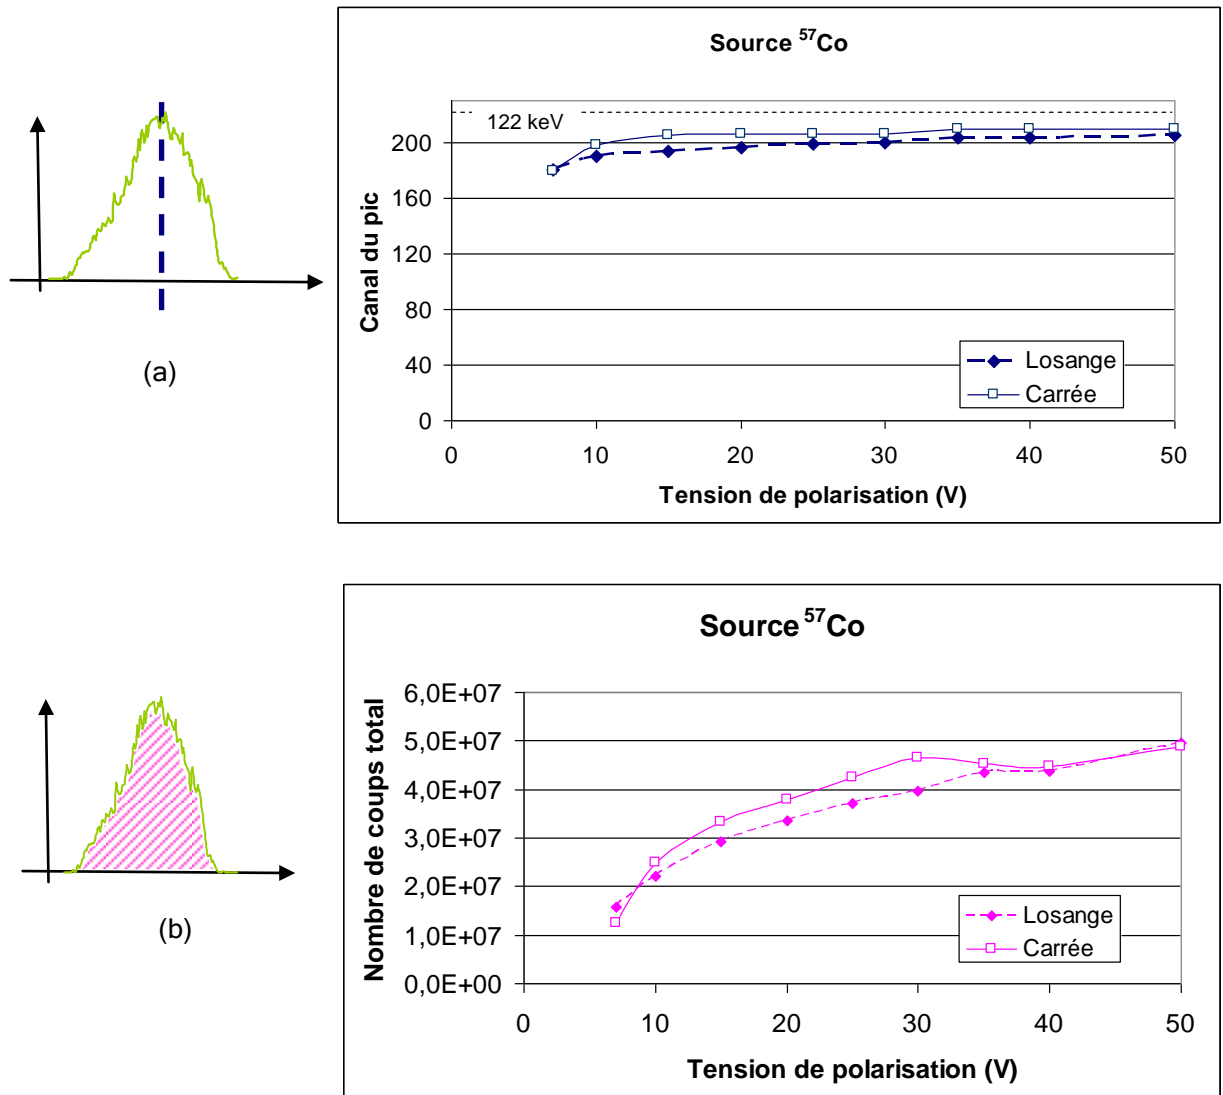 Source ⁵⁷Co
122 keV
200
160
120
80
40
0
Canal du pic
Losange
Carrée
0 10 20 30 40 50
Tension de polarisation (V)
(a)
Source ⁵⁷Co
6,0E+07
5,0E+07
4,0E+07
3,0E+07
2,0E+07
1,0E+07
0,0E+00
Nombre de coups total
Losange
Carrée
0 10 20 30 40 50
Tension de polarisation (V)
(b)